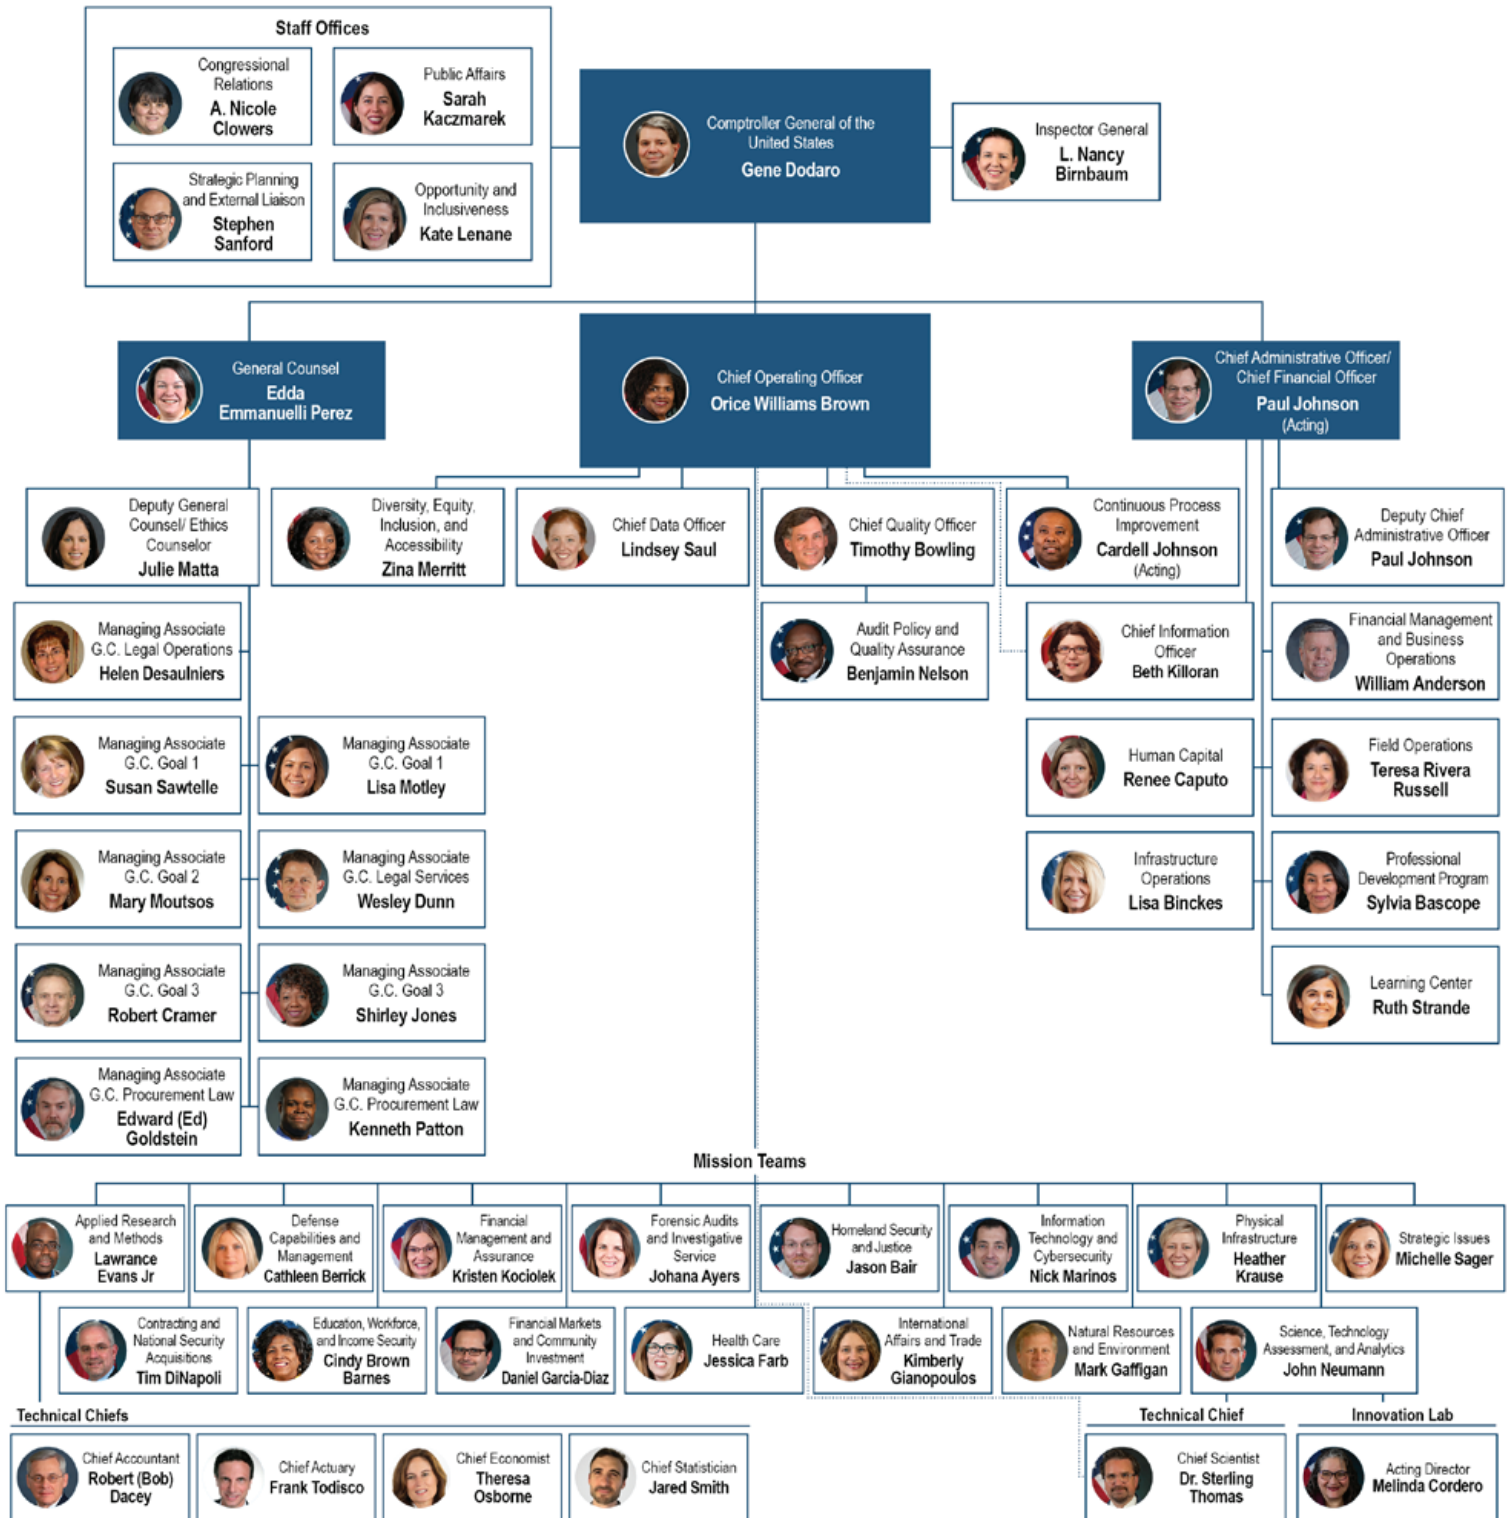 Staff Offices
Congressional
Relations
A. Nicole
Clowers
Public Affairs
Sarah
Kaczmarek
Strategic Planning
and External Liaison
Stephen
Sanford
Opportunity and
Inclusiveness
Kate Lenane
Comptroller General of the
United States
Gene Dodaro
Inspector General
L. Nancy
Birnbaum
General Counsel
Edda
Emmanuelli Perez
Chief Operating Officer
Orice Williams Brown
Chief Administrative Officer/
Chief Financial Officer
Paul Johnson
(Acting)
Deputy General
Counsel/ Ethics
Counselor
Julie Matta
Diversity, Equity,
Inclusion, and
Accessibility
Zina Merritt
Chief Data Officer
Lindsey Saul
Chief Quality Officer
Timothy Bowling
Continuous Process
Improvement
Cardell Johnson
(Acting)
Deputy Chief
Administrative Officer
Paul Johnson
Managing Associate
G.C. Legal Operations
Helen Desaulniers
Audit Policy and
Quality Assurance
Benjamin Nelson
Chief Information
Officer
Beth Killoran
Financial Management
and Business
Operations
William Anderson
Managing Associate
G.C. Goal 1
Susan Sawtelle
Managing Associate
G.C. Goal 1
Lisa Motley
Human Capital
Renee Caputo
Field Operations
Teresa Rivera
Russell
Managing Associate
G.C. Goal 2
Mary Moutsos
Managing Associate
G.C. Legal Services
Wesley Dunn
Infrastructure
Operations
Lisa Binckes
Professional
Development Program
Sylvia Bascope
Managing Associate
G.C. Goal 3
Robert Cramer
Managing Associate
G.C. Goal 3
Shirley Jones
Learning Center
Ruth Strande
Managing Associate
G.C. Procurement Law
Edward (Ed)
Goldstein
Managing Associate
G.C. Procurement Law
Kenneth Patton
Mission Teams
Applied Research
and Methods
Lawrance
Evans Jr
Defense
Capabilities and
Management
Cathleen Berrick
Financial
Management and
Assurance
Kristen Kociolek
Forensic Audits
and Investigative
Service
Johana Ayers
Homeland Security
and Justice
Jason Bair
Information
Technology and
Cybersecurity
Nick Marinos
Physical
Infrastructure
Heather
Krause
Strategic Issues
Michelle Sager
Contracting and
National Security
Acquisitions
Tim DiNapoli
Education, Workforce,
and Income Security
Cindy Brown
Barnes
Financial Markets
and Community
Investment
Daniel Garcia-Diaz
Health Care
Jessica Farb
International
Affairs and Trade
Kimberly
Gianopoulos
Natural Resources
and Environment
Mark Gaffigan
Science, Technology
Assessment, and Analytics
John Neumann
Technical Chiefs
Technical Chief
Innovation Lab
Chief Accountant
Robert (Bob)
Dacey
Chief Actuary
Frank Todisco
Chief Economist
Theresa
Osborne
Chief Statistician
Jared Smith
Chief Scientist
Dr. Sterling
Thomas
Acting Director
Melinda Cordero